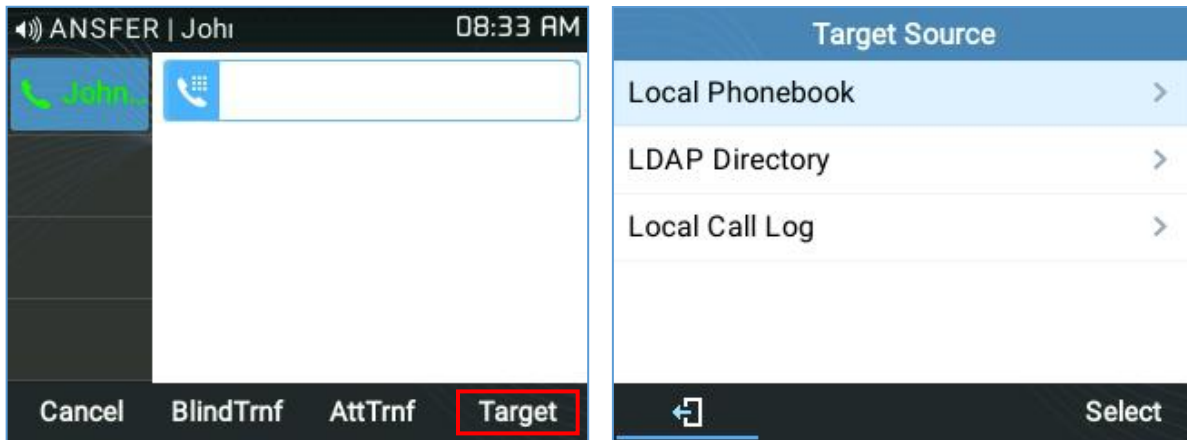 ANSFER | Johı
08:33 AM
John...
Cancel BlindTrnf AttTrnf Target
Target Source
Local Phonebook
LDAP Directory
Local Call Log
Select